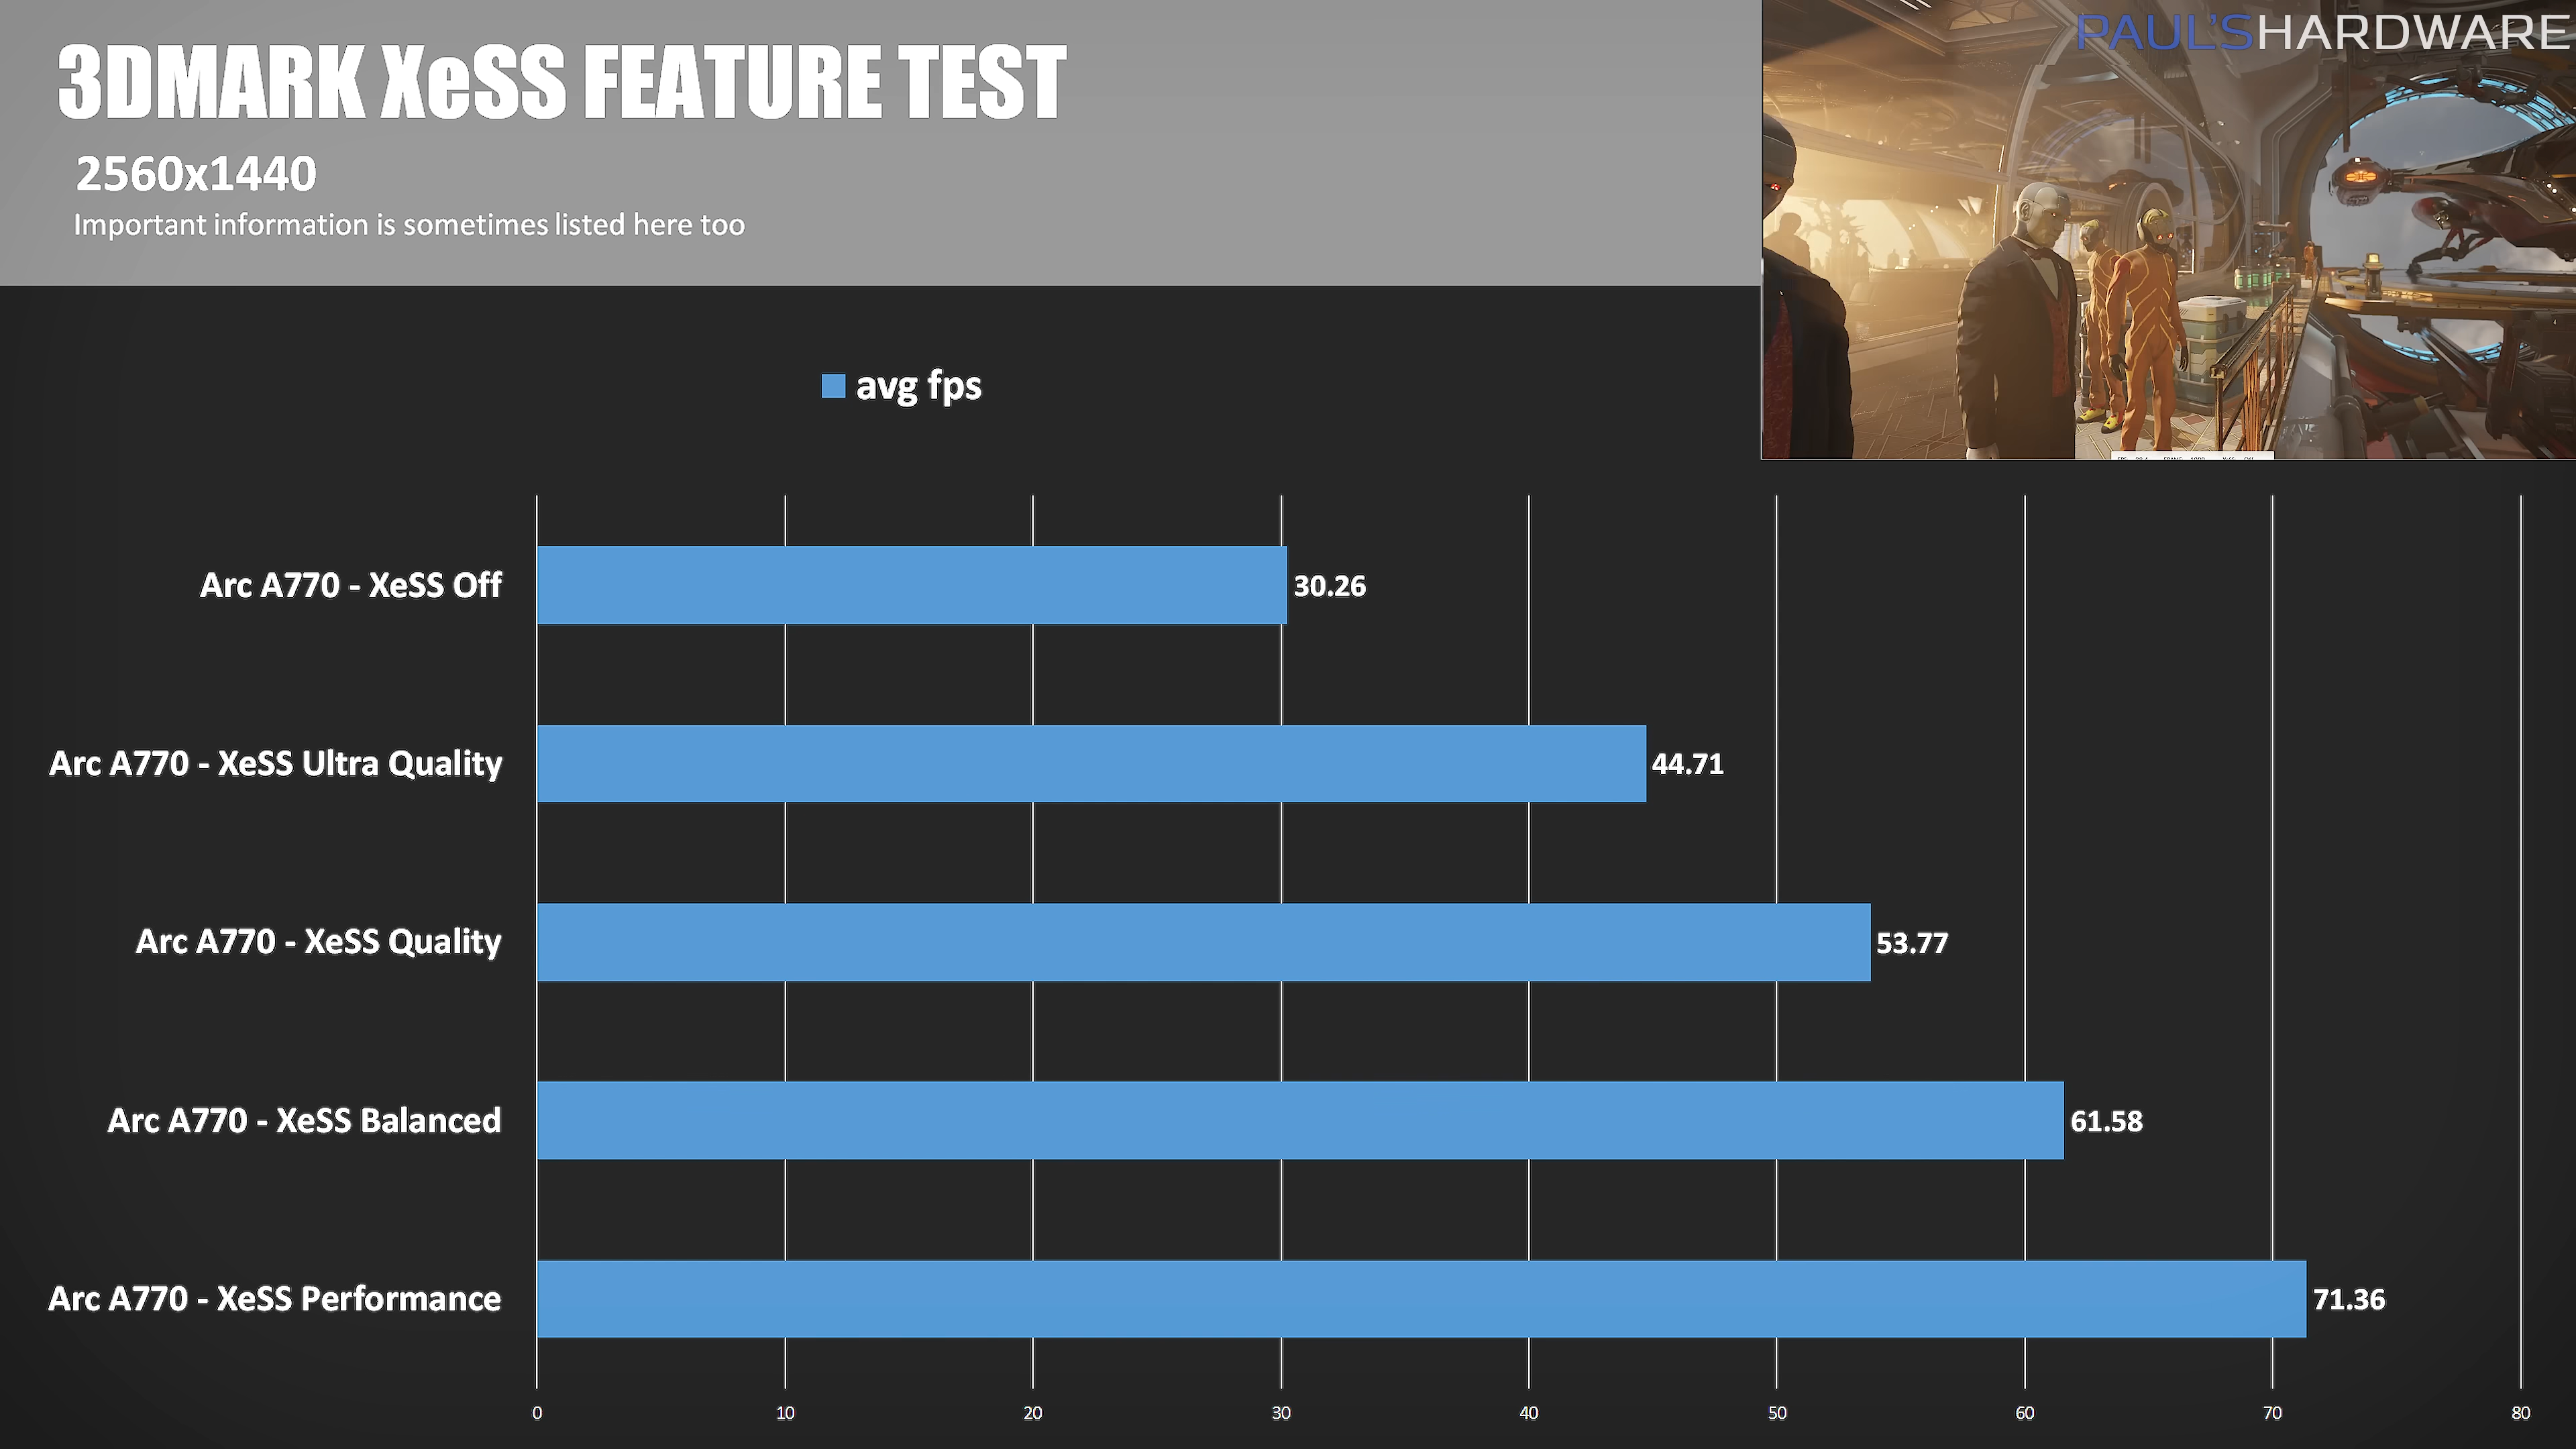 3DMARK XeSS FEATURE TEST
PAUL'SHARDWARE
2560x1440
Important information is sometimes listed here too
avg fps
Arc A770 - XeSS Off
30.26
Arc A770 - XeSS Ultra Quality
44.71
Arc A770 - XeSS Quality
53.77
Arc A770 - XeSS Balanced
61.58
Arc A770 - XeSS Performance
71.36
0 10 20 30 40 50 60 70 80